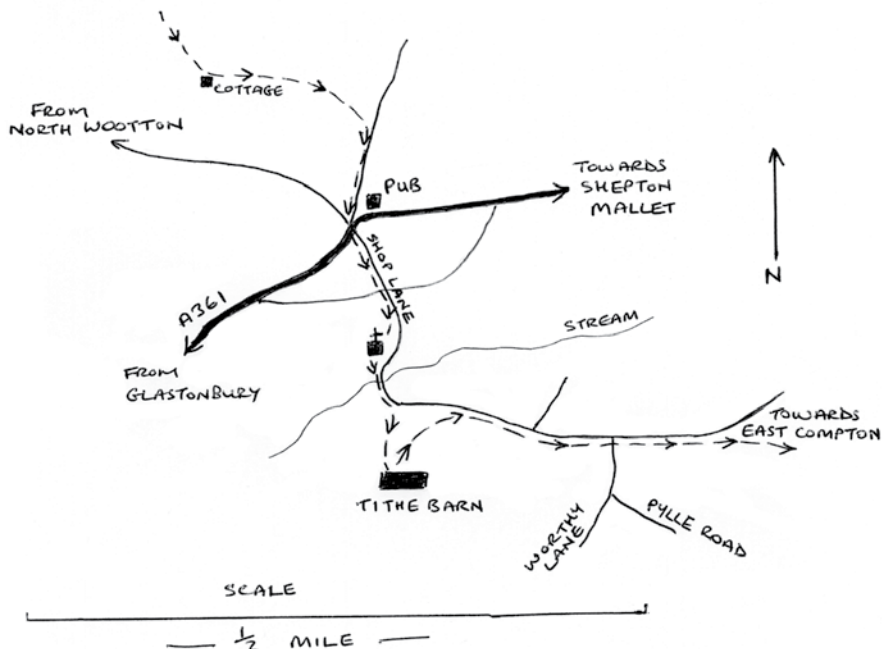 COTTAGE
FROM
NORTH WOOTTON
PUB
TOWARDS
SHEPTON
MALLET
N
SHOP LANE
A361
STREAM
FROM
GLASTONBURY
TOWARDS
EAST COMPTON
TITHE BARN
WORTHY
LANE
PYLLE ROAD
SCALE
1/2 MILE